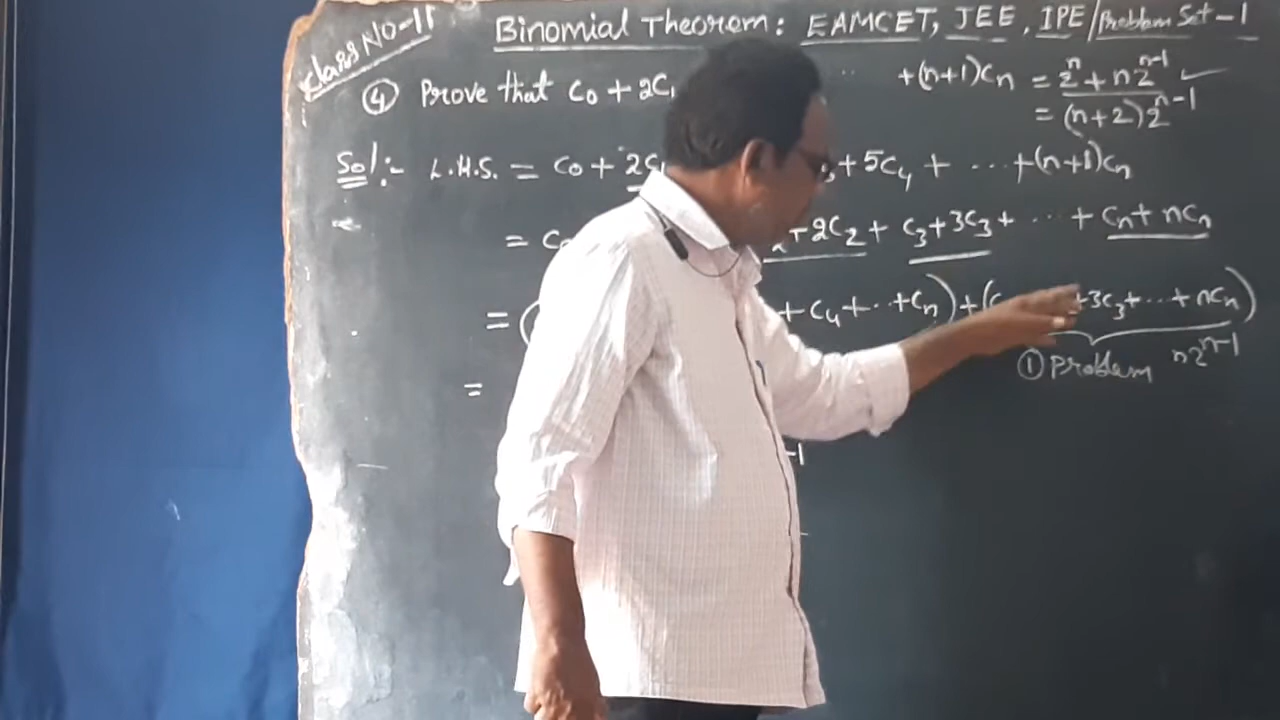 Class NO-11
Binomial Theorem: EAMCET, JEE, IPE/Problem Set-1
④ Prove that C₀ + 2C₁ ... +(n+1)Cₙ = 2ⁿ + n2ⁿ⁻¹
= (n+2)2ⁿ⁻¹
Sol:- L.H.S. = C₀ + 2C₁ + 5C₄ + ... +(n+1)Cₙ
= C₀ +2C₂ + C₃+3C₃+ ... + Cₙ+nCₙ
= ( + C₄ +...+Cₙ)+( +3C₃+...+nCₙ)
① Problem n2ⁿ⁻¹
=
-1